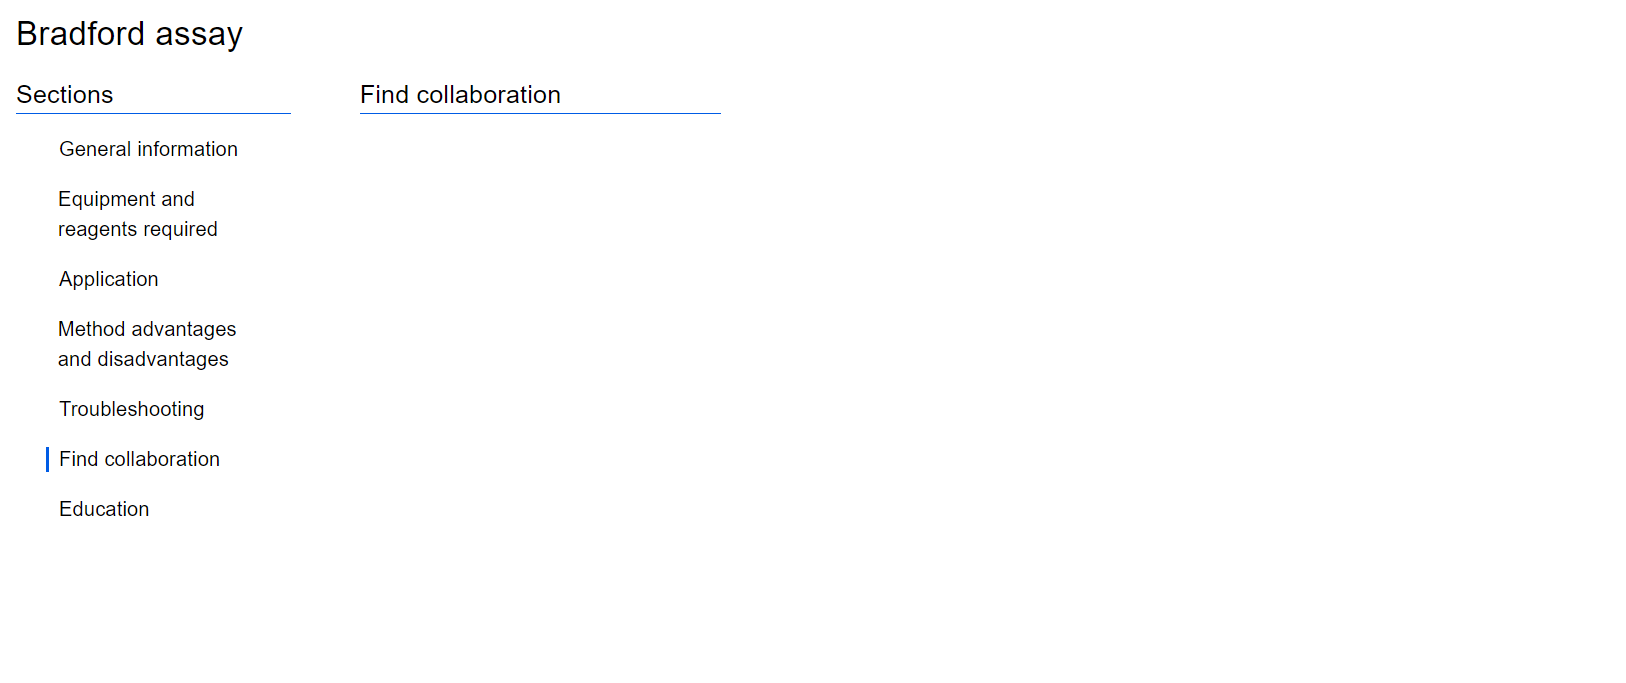 Bradford assay
Sections
General information
Equipment and
reagents required
Application
Method advantages
and disadvantages
Troubleshooting
Find collaboration
Education
Find collaboration